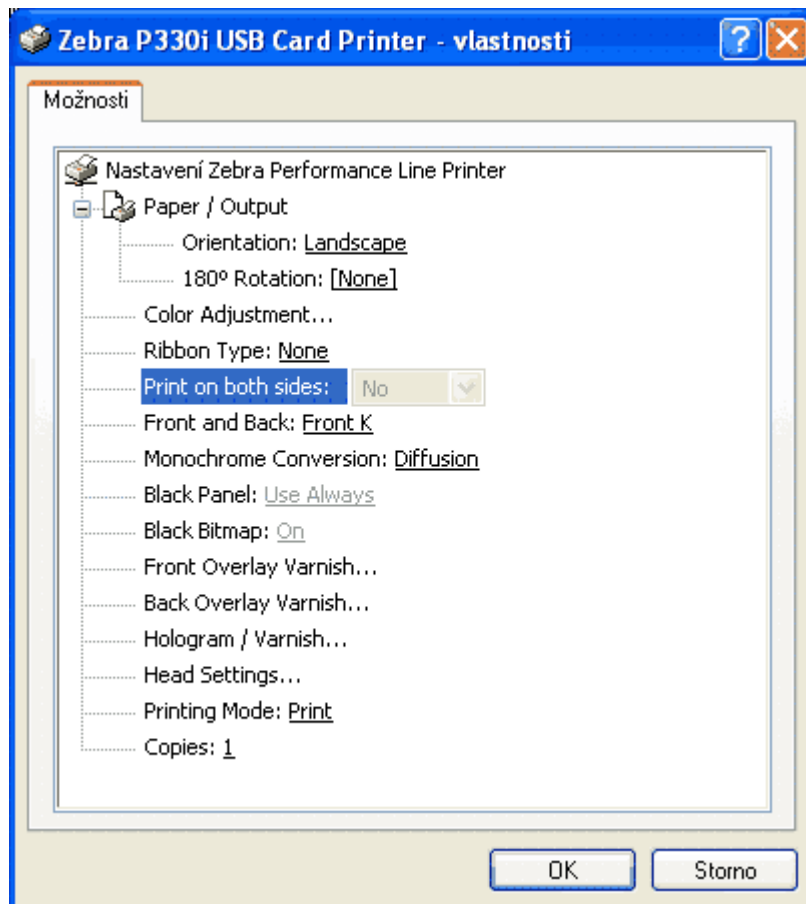 Zebra P330i USB Card Printer - vlastnosti
Možnosti
Nastavení Zebra Performance Line Printer
Paper / Output
Orientation: Landscape
180º Rotation: [None]
Color Adjustment...
Ribbon Type: None
Print on both sides: No
Front and Back: Front K
Monochrome Conversion: Diffusion
Black Panel: Use Always
Black Bitmap: On
Front Overlay Varnish...
Back Overlay Varnish...
Hologram / Varnish...
Head Settings...
Printing Mode: Print
Copies: 1
OK Storno